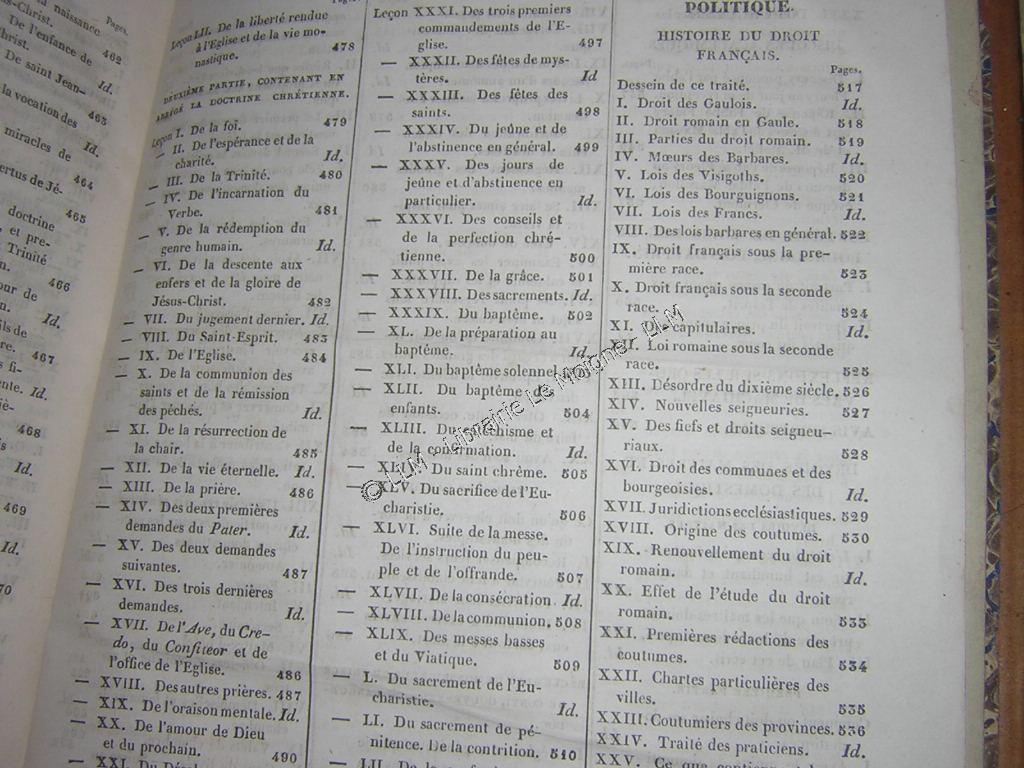 naissance
-Christ. Pages.
De l'enfance de
hrist. 462
De saint Jean-
Id.
la vocation des
463
Id.
miracles de
464
ertus de Jé-
465
doctrine
, et pre-
Trinité
466
our de
Id.
ils de
467
Id.
468
Id.
469
Id.
70
Leçon LII. De la liberté rendue
à l'Eglise et de la vie mo-
nastique. 478
DEUXIÈME PARTIE, CONTENANT EN
ABRÉGÉ LA DOCTRINE CHRÉTIENNE.
Leçon I. De la foi. 479
— II. De l'espérance et de la
charité. Id.
— III. De la Trinité. 480
— IV. De l'incarnation du
Verbe. 481
— V. De la rédemption du
genre humain. Id.
— VI. De la descente aux
enfers et de la gloire de
Jésus-Christ. 482
— VII. Du jugement dernier. Id.
— VIII. Du Saint-Esprit. 483
— IX. De l'Eglise. 484
— X. De la communion des
saints et de la rémission
des péchés. Id.
— XI. De la résurrection de
la chair. 485
— XII. De la vie éternelle. Id.
— XIII. De la prière. 486
— XIV. Des deux premières
demandes du Pater. Id.
— XV. Des deux demandes
suivantes. 487
— XVI. Des trois dernières
demandes. Id.
— XVII. De l'Ave, du Cre-
do, du Confiteor et de
l'office de l'Eglise. 486
— XVIII. Des autres prières. 487
— XIX. De l'oraison mentale. Id.
— XX. De l'amour de Dieu
et du prochain. 490
— XXI. Du
Leçon XXXI. Des trois premiers
commandements de l'E-
glise. 497
— XXXII. Des fêtes de mys-
tères. Id
— XXXIII. Des fêtes des
saints. 498
— XXXIV. Du jeûne et de
l'abstinence en général. 499
— XXXV. Des jours de
jeûne et d'abstinence en
particulier. Id.
— XXXVI. Des conseils et
de la perfection chré-
tienne. 500
— XXXVII. De la grâce. 501
— XXXVIII. Des sacrements. Id.
— XXXIX. Du baptême. 502
— XL. De la préparation au
baptême. Id.
— XLI. Du baptême solennel
— XLII. Du baptême des
enfants. 504
— XLIII. Du catéchisme et
de la confirmation. Id.
— XLIV. Du saint chrême. 505
— XLV. Du sacrifice de l'Eu-
charistie. 506
— XLVI. Suite de la messe.
De l'instruction du peu-
ple et de l'offrande. 507
— XLVII. De la consécration Id.
— XLVIII. De la communion. 508
— XLIX. Des messes basses
et du Viatique. 509
— L. Du sacrement de l'Eu-
charistie. Id.
— LI. Du sacrement de pé-
nitence. De la contrition. 510
— LII.
POLITIQUE.
HISTOIRE DU DROIT
FRANÇAIS.
Pages.
Dessein de ce traité. 517
I. Droit des Gaulois. Id.
II. Droit romain en Gaule. 518
III. Parties du droit romain. 519
IV. Mœurs des Barbares. Id.
V. Lois des Visigoths. 520
VI. Lois des Bourguignons. 521
VII. Lois des Francs. Id.
VIII. Des lois barbares en général. 522
IX. Droit français sous la pre-
mière race. 523
X. Droit français sous la seconde
race. 524
XI. Des capitulaires. Id.
XII. Loi romaine sous la seconde
race. 525
XIII. Désordre du dixième siècle. 526
XIV. Nouvelles seigneuries. 527
XV. Des fiefs et droits seigneu-
riaux. 528
XVI. Droit des communes et des
bourgeoisies. Id.
XVII. Juridictions ecclésiastiques. 529
XVIII. Origine des coutumes. 530
XIX. Renouvellement du droit
romain. Id.
XX. Effet de l'étude du droit
romain. 533
XXI. Premières rédactions des
coutumes. 534
XXII. Chartes particulières des
villes. 535
XXIII. Coutumiers des provinces. 536
XXIV. Traité des praticiens. Id.
XXV. Ce que
© LLM - Librairie Le Moigne - LLM